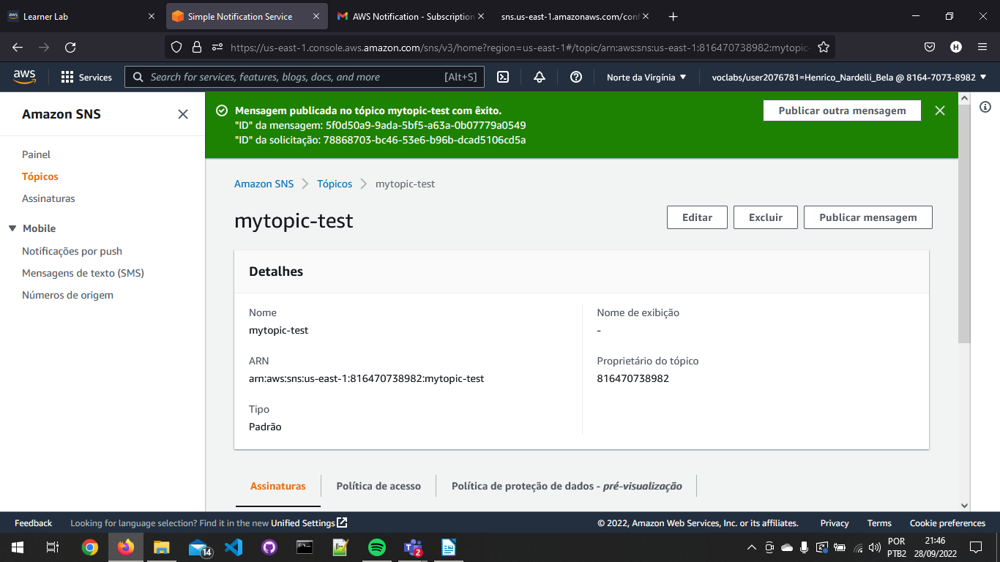 aws
Learner Lab
Simple Notification Service
AWS Notification - Subscription
sns.us-east-1.amazonaws.com/conf
https://us-east-1.console.aws.amazon.com/sns/v3/home?region=us-east-1#/topic/arn:aws:sns:us-east-1:816470738982:mytopic-
H
aws
Services
Search for services, features, blogs, docs, and more
[Alt+S]
Norte da Virgínia
voclabs/user2076781=Henrico_Nardelli_Bela @ 8164-7073-8982
Amazon SNS
Painel
Tópicos
Assinaturas
Mobile
Notificações por push
Mensagens de texto (SMS)
Números de origem
Mensagem publicada no tópico mytopic-test com êxito.
"ID" da mensagem: 5f0d50a9-9ada-5bf5-a63a-0b07779a0549
"ID" da solicitação: 78868703-bc46-53e6-b96b-dcad5106cd5a
Publicar outra mensagem
Amazon SNS
Tópicos
mytopic-test
mytopic-test
Editar
Excluir
Publicar mensagem
Detalhes
Nome
mytopic-test
ARN
arn:aws:sns:us-east-1:816470738982:mytopic-test
Tipo
Padrão
Nome de exibição
-
Proprietário do tópico
816470738982
Assinaturas
Política de acesso
Política de proteção de dados - pré-visualização
Feedback
Looking for language selection? Find it in the new Unified Settings
© 2022, Amazon Web Services, Inc. or its affiliates.
Privacy
Terms
Cookie preferences
14
2
POR
PTB2
21:46
28/09/2022